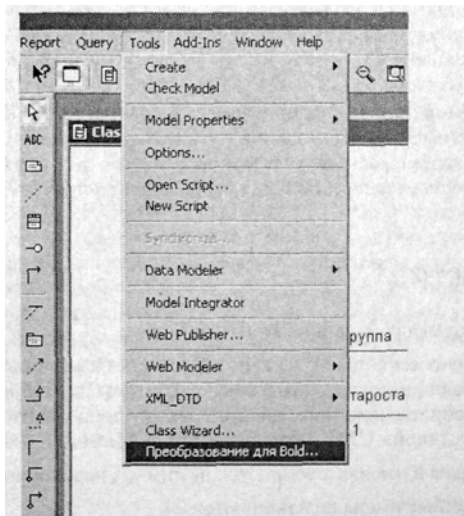 Report Query Tools Add-Ins Window Help
Create
Check Model
ABC
Model Properties
Clas
Options...
Open Script...
New Script
Data Modeler
Model Integrator
Web Publisher...
руппа
Web Modeler
XML_DTD
тароста
Class Wizard...
1
Преобразование для Bold...